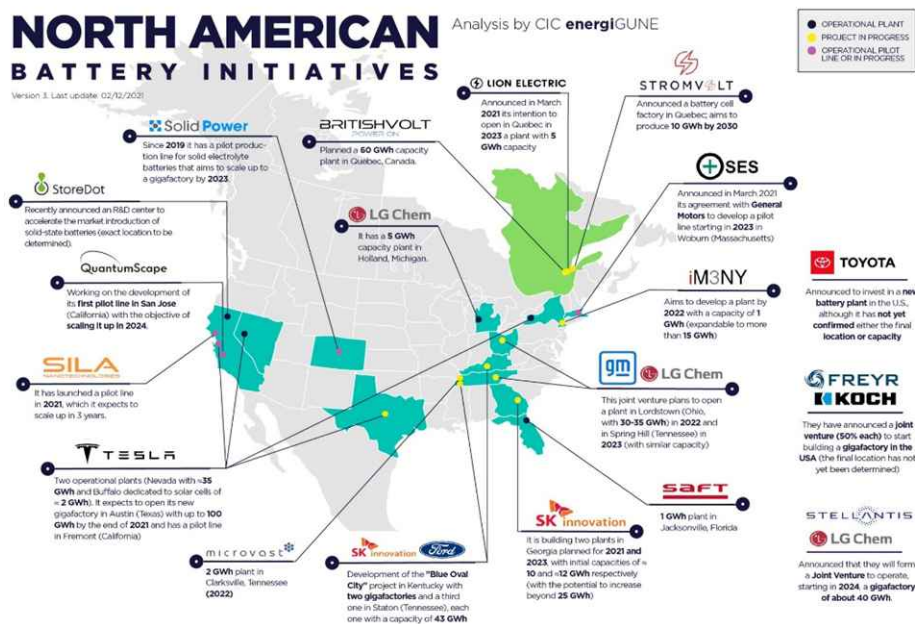 NORTH AMERICAN
BATTERY INITIATIVES
Analysis by CIC energiGUNE
Version 3. Last update: 02/12/2021
OPERATIONAL PLANT
PROJECT IN PROGRESS
OPERATIONAL PILOT
LINE OR IN PROGRESS
Solid Power
Since 2019 it has a pilot produc-
tion line for solid electrolyte
batteries that aims to scale up to
a gigafactory by 2023.
BRITISHVOLT
POWER ON
Planned a 60 GWh capacity
plant in Quebec, Canada.
LION ELECTRIC
Announced in March
2021 its intention to
open in Quebec in
2023 a plant with 5
GWh capacity
STROMVOLT
Announced a battery cell
factory in Quebec; aims to
produce 10 GWh by 2030
SES
Announced in March 2021
its agreement with General
Motors to develop a pilot
line starting in 2023 in
Woburn (Massachusetts)
StoreDot
Recently announced an R&D center to
accelerate the market introduction of
solid-state batteries (exact location to be
determined).
LG Chem
It has a 5 GWh
capacity plant in
Holland, Michigan.
QuantumScape
Working on the development of
its first pilot line in San Jose
(California) with the objective of
scaling it up in 2024.
iM3NY
Aims to develop a plant by
2022 with a capacity of 1
GWh (expandable to more
than 15 GWh)
TOYOTA
Announced to invest in a new
battery plant in the U.S.,
although it has not yet
confirmed either the final
location or capacity
SILA
NANOTECHNOLOGIES
It has launched a pilot line
in 2021, which it expects to
scale up in 3 years.
gm
LG Chem
This joint venture plans to open
a plant in Lordstown (Ohio,
with 30-35 GWh) in 2022 and
in Spring Hill (Tennessee) in
2023 (with similar capacity)
FREYR
KOCH
They have announced a joint
venture (50% each) to start
building a gigafactory in the
USA (the final location has not
yet been determined)
TESLA
Two operational plants (Nevada with ≈35
GWh and Buffalo dedicated to solar cells of
≈ 2 GWh). It expects to open its new
gigafactory in Austin (Texas) with up to 100
GWh by the end of 2021 and has a pilot line
in Fremont (California)
saft
1 GWh plant in
Jacksonville, Florida
microvast
2 GWh plant in
Clarksville, Tennessee
(2022)
SK innovation
Ford
Development of the "Blue Oval
City" project in Kentucky with
two gigafactories and a third
one in Staton (Tennessee), each
one with a capacity of 43 GWh
SK innovation
It is building two plants in
Georgia planned for 2021 and
2023, with initial capacities of ≈
10 and ≈12 GWh respectively
(with the potential to increase
beyond 25 GWh)
STELLANTIS
LG Chem
Announced that they will form
a Joint Venture to operate,
starting in 2024, a gigafactory
of about 40 GWh.